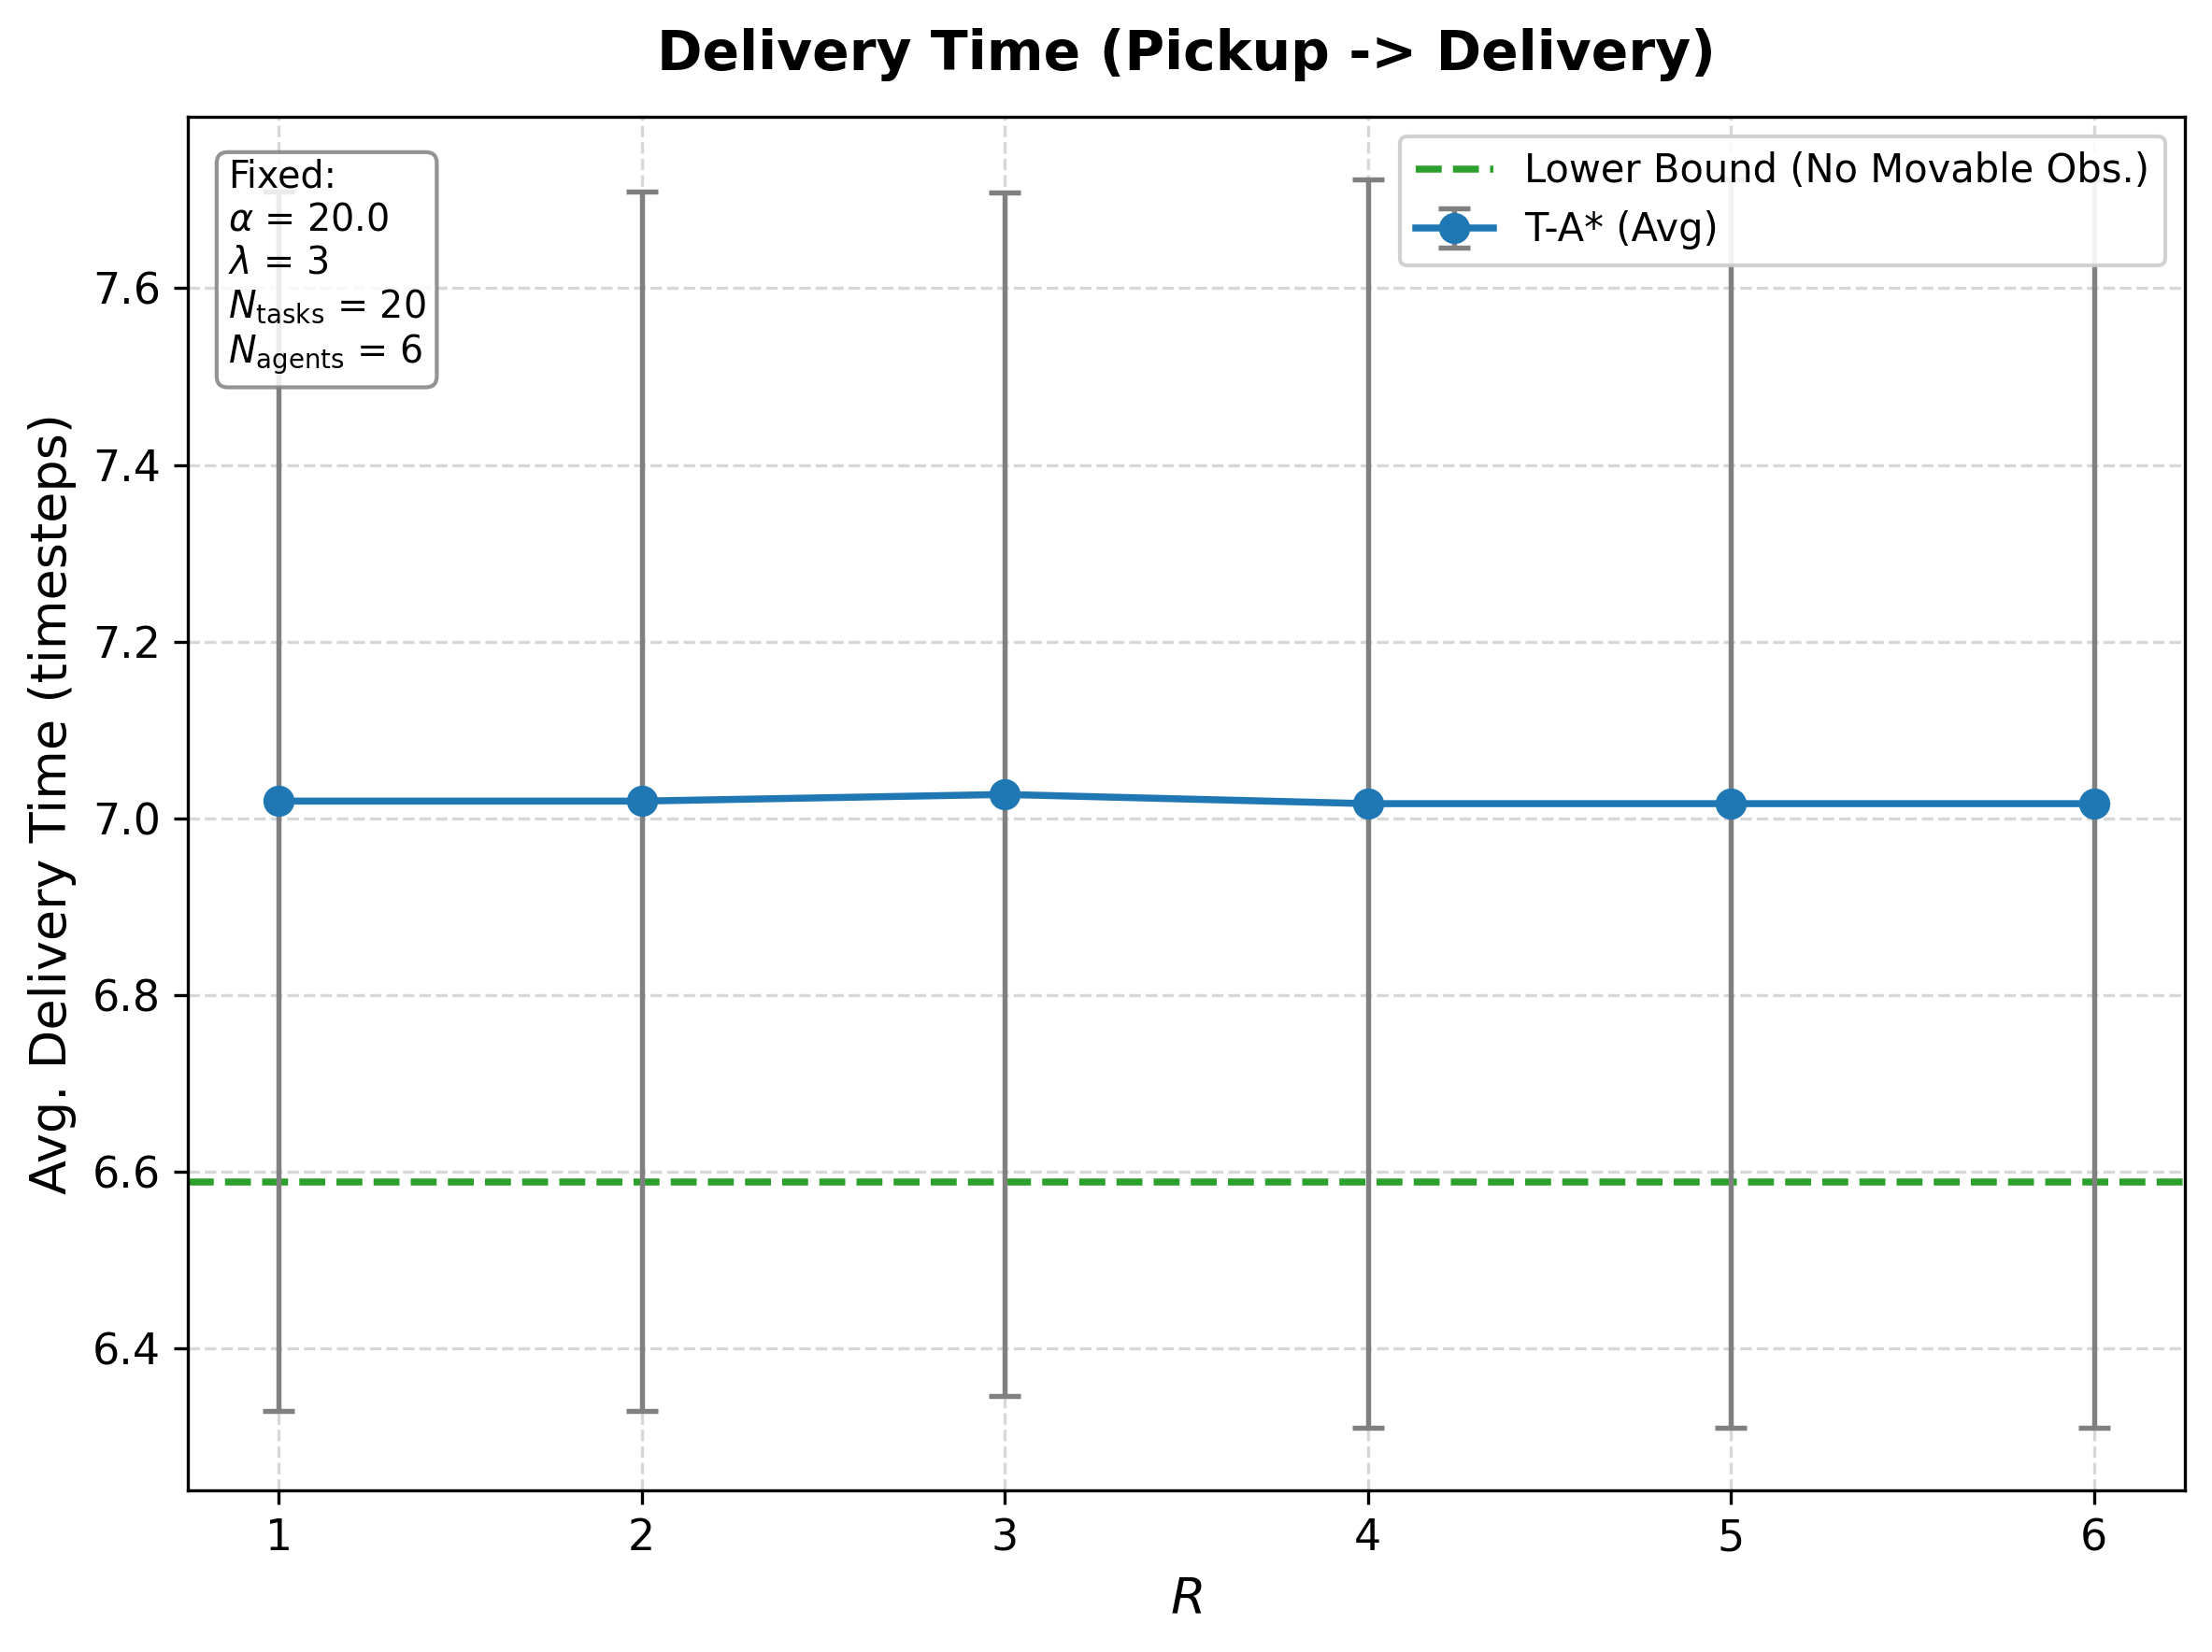 Delivery Time (Pickup -> Delivery)
Fixed:
α = 20.0
λ = 3
N_tasks = 20
N_agents = 6
Lower Bound (No Movable Obs.)
T-A* (Avg)
Avg. Delivery Time (timesteps)
7.6
7.4
7.2
7.0
6.8
6.6
6.4
1 2 3 4 5 6
R